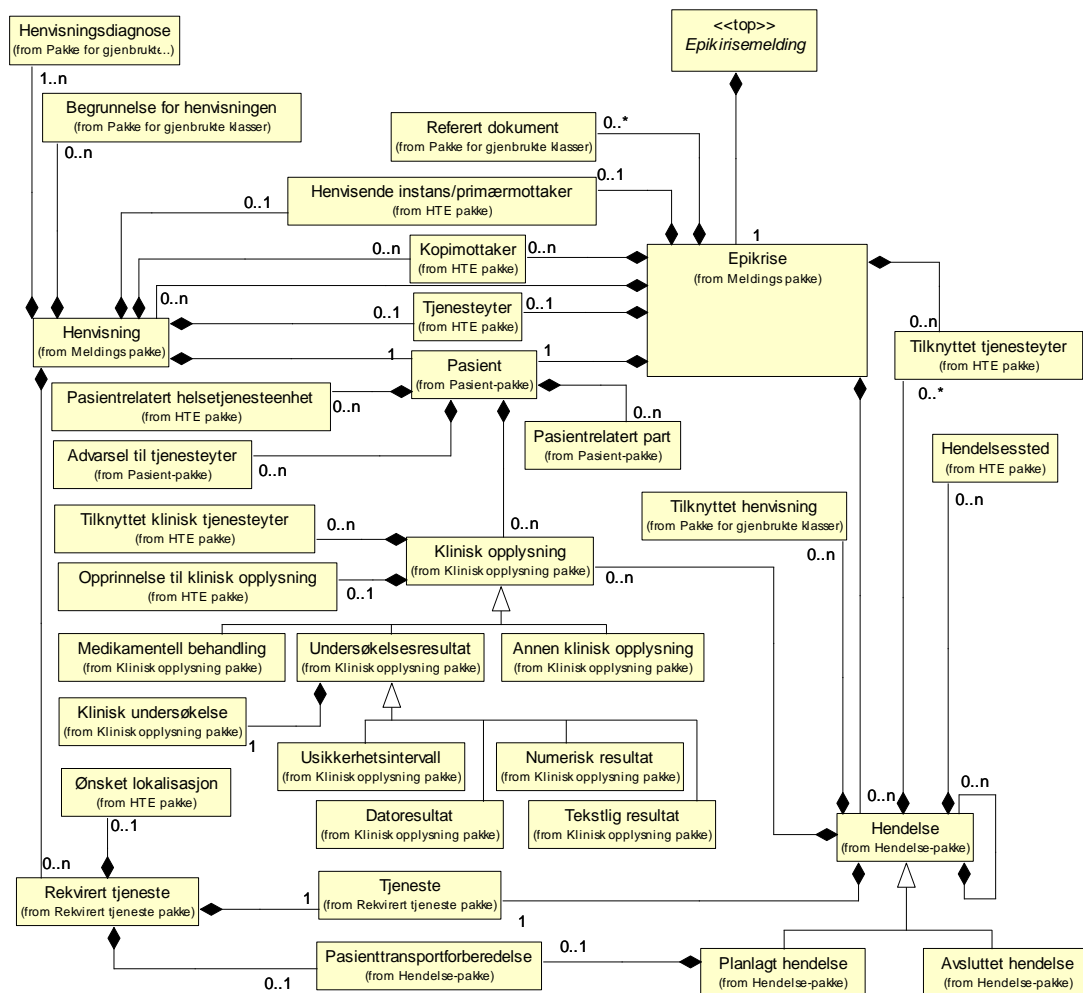 Henvisningsdiagnose
(from Pakke for gjenbrukte...)
1..n
<<top>>
Epikirisemelding
Begrunnelse for henvisningen
(from Pakke for gjenbrukte klasser)
0..n
Referert dokument
(from Pakke for gjenbrukte klasser)
0..*
Henvisende instans/primærmottaker
(from HTE pakke)
0..1
0..1
Kopimottaker
(from HTE pakke)
0..n
0..n
1
Epikrise
(from Meldings pakke)
0..n
Tjenesteyter
(from HTE pakke)
0..1
0..1
Henvisning
(from Meldings pakke)
0..n
Tilknyttet tjenesteyter
(from HTE pakke)
0..*
1
Pasient
(from Pasient-pakke)
1
Pasientrelatert helsetjenesteenhet
(from HTE pakke)
0..n
0..n
Pasientrelatert part
(from Pasient-pakke)
Advarsel til tjenesteyter
(from Pasient-pakke)
0..n
Hendelsessted
(from HTE pakke)
0..n
Tilknyttet klinisk tjenesteyter
(from HTE pakke)
0..n
0..n
Tilknyttet henvisning
(from Pakke for gjenbrukte klasser)
0..n
Klinisk opplysning
(from Klinisk opplysning pakke)
0..n
Opprinnelse til klinisk opplysning
(from HTE pakke)
0..1
Medikamentell behandling
(from Klinisk opplysning pakke)
Undersøkelsesresultat
(from Klinisk opplysning pakke)
Annen klinisk opplysning
(from Klinisk opplysning pakke)
Klinisk undersøkelse
(from Klinisk opplysning pakke)
1
Usikkerhetsintervall
(from Klinisk opplysning pakke)
Numerisk resultat
(from Klinisk opplysning pakke)
Ønsket lokalisasjon
(from HTE pakke)
0..1
Datoresultat
(from Klinisk opplysning pakke)
Tekstlig resultat
(from Klinisk opplysning pakke)
0..n
0..n
Hendelse
(from Hendelse-pakke)
0..n
Rekvirert tjeneste
(from Rekvirert tjeneste pakke)
1
Tjeneste
(from Rekvirert tjeneste pakke)
1
Pasienttransportforberedelse
(from Hendelse-pakke)
0..1
0..1
Planlagt hendelse
(from Hendelse-pakke)
Avsluttet hendelse
(from Hendelse-pakke)